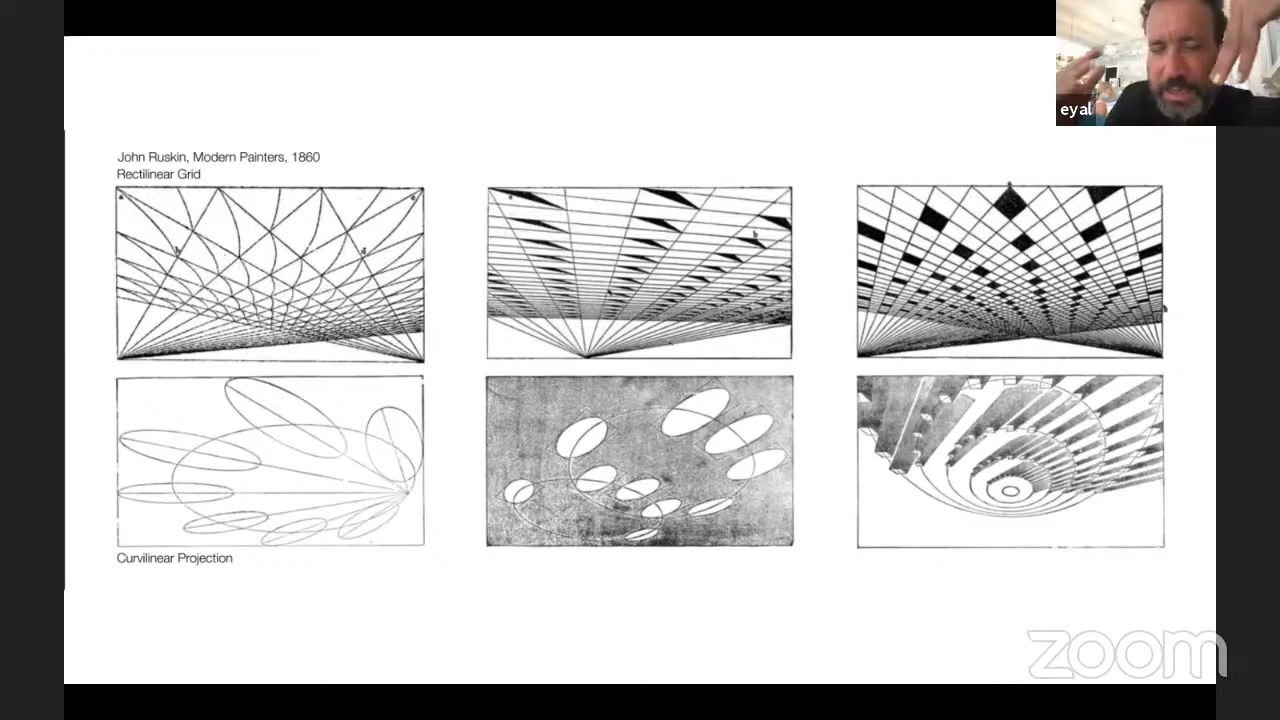 eyal
John Ruskin, Modern Painters, 1860
Rectilinear Grid
Curvilinear Projection
zoom